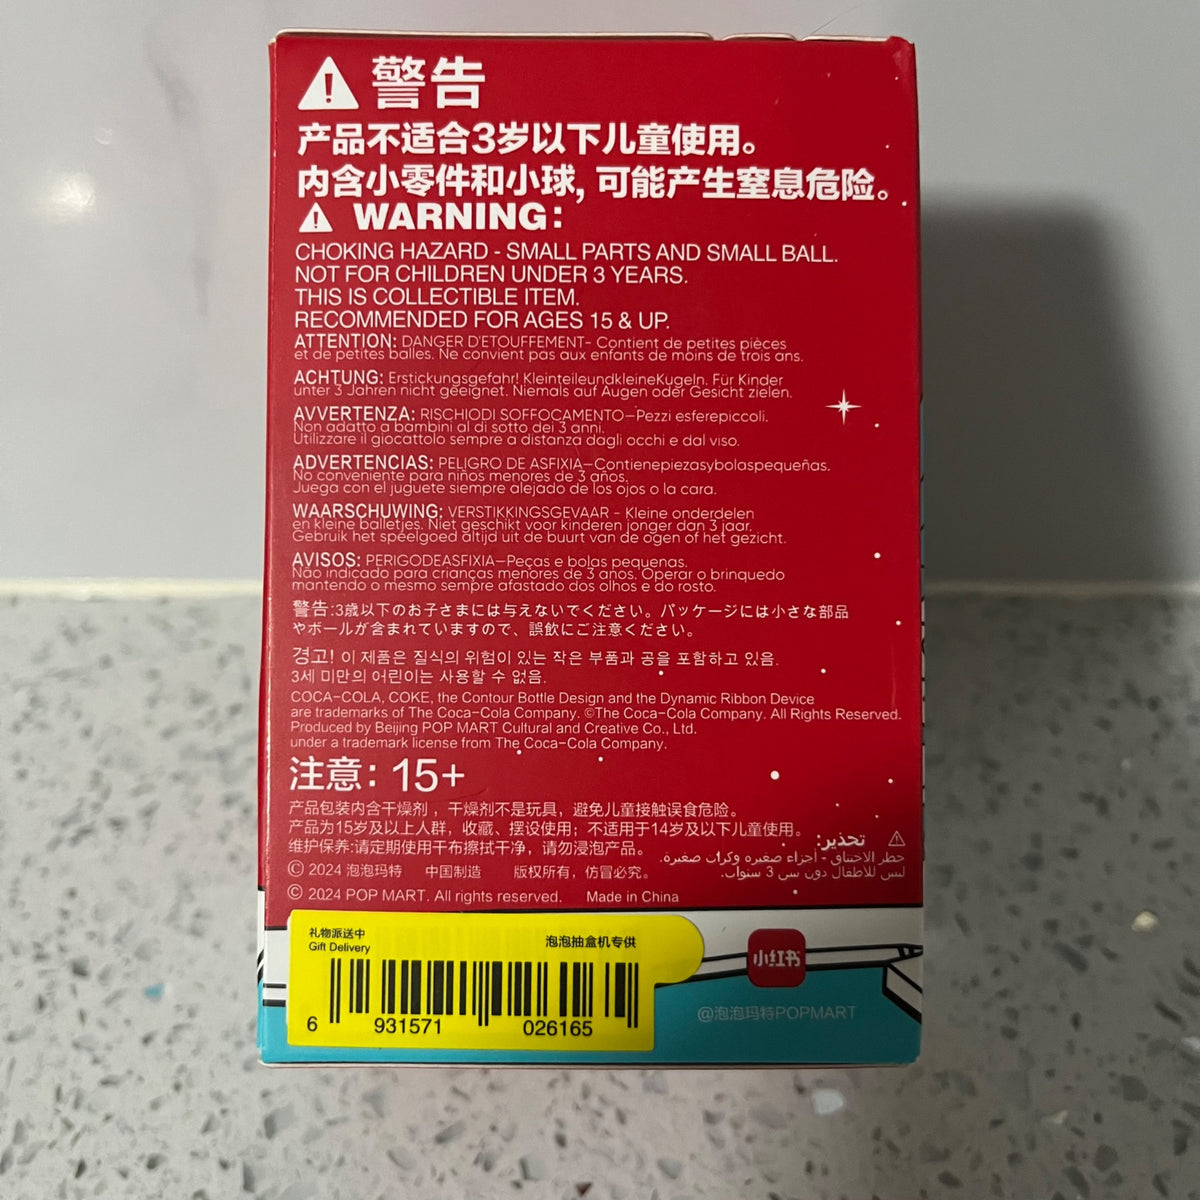 警告
产品不适合3岁以下儿童使用。
内含小零件和小球, 可能产生窒息危险。
WARNING:
CHOKING HAZARD - SMALL PARTS AND SMALL BALL.
NOT FOR CHILDREN UNDER 3 YEARS.
THIS IS COLLECTIBLE ITEM.
RECOMMENDED FOR AGES 15 & UP.
ATTENTION: DANGER D'ETOUFFEMENT- Contient de petites pièces
et de petites balles. Ne convient pas aux enfants de moins de trois ans.
ACHTUNG: Erstickungsgefahr! KleinteileundkleineKugeln. Für Kinder
unter 3 Jahren nicht geeignet. Niemals auf Augen oder Gesicht zielen.
AVVERTENZA: RISCHIODI SOFFOCAMENTO—Pezzi esferepiccoli.
Non adatto a bambini al di sotto dei 3 anni.
Utilizzare il giocattolo sempre a distanza dagli occhi e dal viso.
ADVERTENCIAS: PELIGRO DE ASFIXIA—Contienepiezasybolaspequeñas.
No conveniente para niños menores de 3 años.
Juega con el juguete siempre alejado de los ojos o la cara.
WAARSCHUWING: VERSTIKKINGSGEVAAR - Kleine onderdelen
en kleine balletjes. Niet geschikt voor kinderen jonger dan 3 jaar.
Gebruik het speelgoed altijd uit de buurt van de ogen of het gezicht.
AVISOS: PERIGODEASFIXIA—Peças e bolas pequenas.
Não indicado para crianças menores de 3 anos. Operar o brinquedo
mantendo o mesmo sempre afastado dos olhos e do rosto.
警告:3歳以下のお子さまには与えないでください。パッケージには小さな部品
やボールが含まれていますので、誤飲にご注意ください。
경고! 이 제품은 질식의 위험이 있는 작은 부품과 공을 포함하고 있음.
3세 미만의 어린이는 사용할 수 없음.
COCA-COLA, COKE, the Contour Bottle Design and the Dynamic Ribbon Device
are trademarks of The Coca-Cola Company. ©The Coca-Cola Company. All Rights Reserved.
Produced by Beijing POP MART Cultural and Creative Co., Ltd.
under a trademark license from The Coca-Cola Company.
注意: 15+
产品包装内含干燥剂，干燥剂不是玩具，避免儿童接触误食危险。
产品为15岁及以上人群，收藏、摆设使用；不适用于14岁及以下儿童使用。
维护保养:请定期使用干布擦拭干净，请勿浸泡产品。
تحذير:
خطر الاختناق - أجزاء صغيرة وكرات صغيرة.
ليس للأطفال دون سن 3 سنوات.
© 2024 泡泡玛特 中国制造 版权所有，仿冒必究。
© 2024 POP MART. All rights reserved. Made in China
礼物派送中
Gift Delivery
泡泡抽盒机专供
6 931571 026165
小红书
@泡泡玛特POPMART